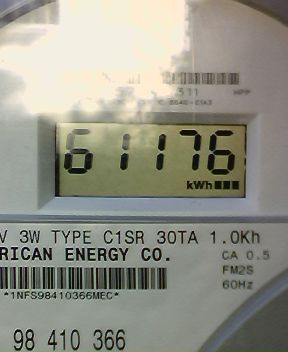 61176
kWh
V 3W TYPE C1SR 30TA 1.0Kh
RICAN ENERGY CO.
CA 0.5
FM2S
60Hz
*1NFS98410366MEC*
98 410 366